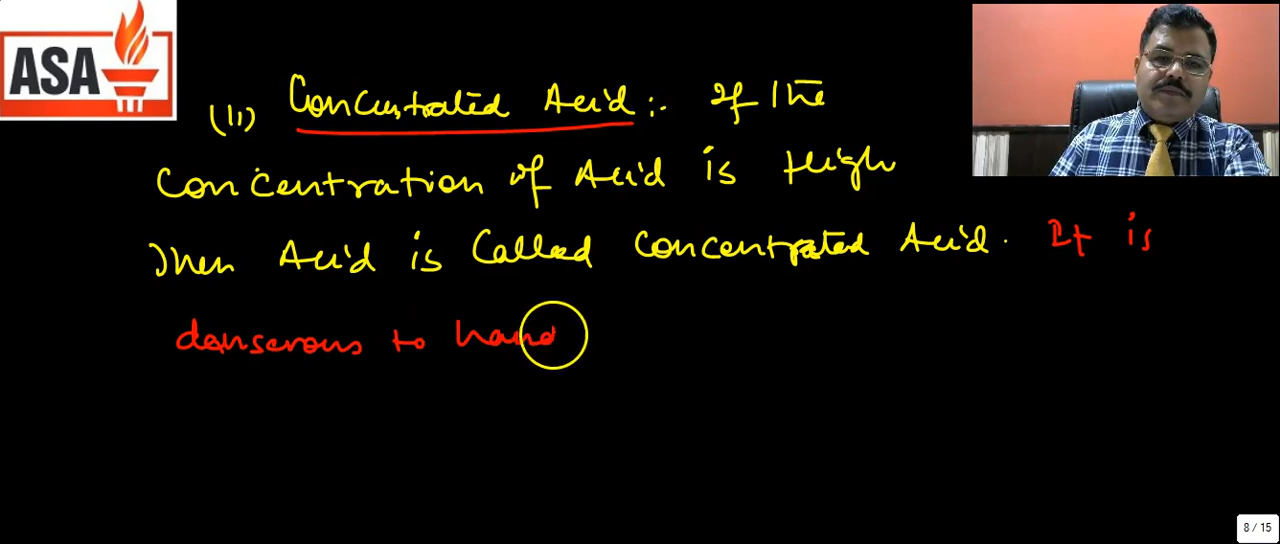 ASA
(ii) Concentrated Acid :- If the
Concentration of Acid is High
Then Acid is Called Concentrated Acid. It is
dangerous to hand
8 / 15